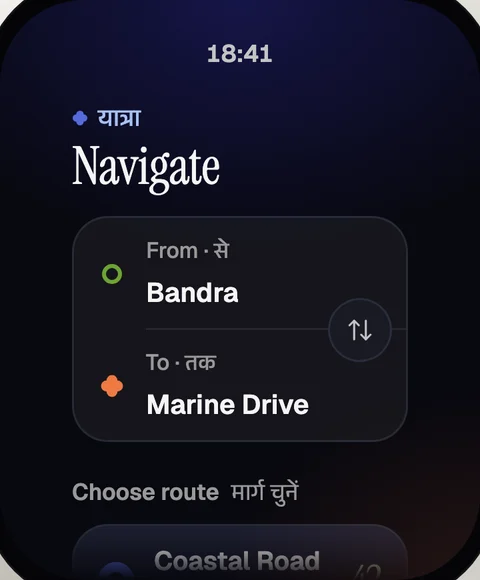 18:41
यात्रा
Navigate
From · से
Bandra
To · तक
Marine Drive
Choose route मार्ग चुनें
Coastal Road